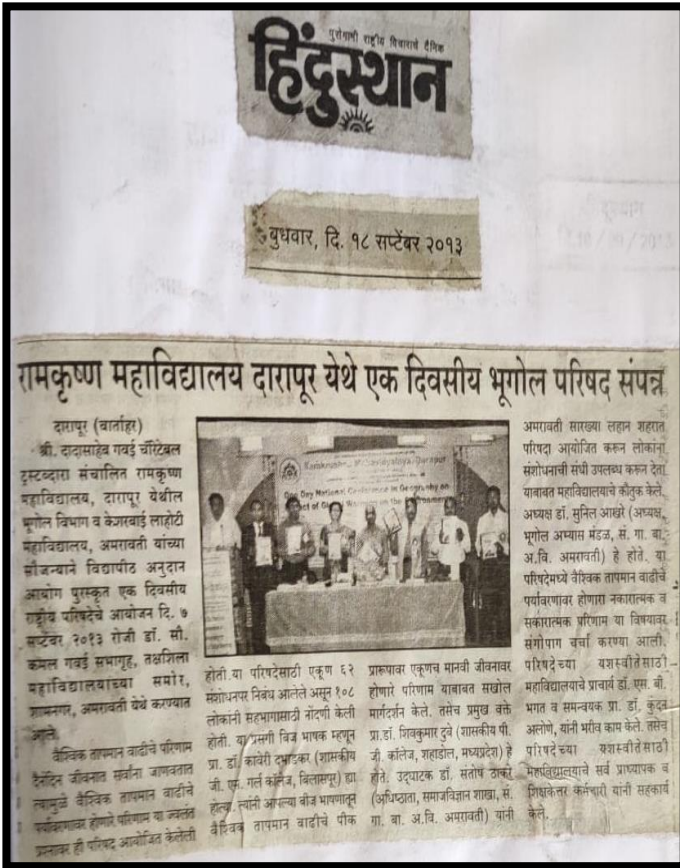 पुरोगामी राष्ट्रीय विचाराचे दैनिक
हिंदुस्थान
बुधवार, दि. १८ सप्टेंबर २०१३
रामकृष्ण महाविद्यालय दारापूर येथे एक दिवसीय भूगोल परिषद संपन्न
दारापूर (वार्ताहर)
श्री. दादासाहेब गवई चॅरिटेबल
ट्रस्टव्दारा संचालित रामकृष्ण
महाविद्यालय, दारापूर येथील
भूगोल विभाग व केशरबाई लाहोटी
महाविद्यालय, अमरावती यांच्या
सौजन्याने विद्यापीठ अनुदान
आयोग पुरस्कृत एक दिवसीय
राष्ट्रीय परिषदेचे आयोजन दि. ७
सप्टेंबर २०१३ रोजी डॉ. सौ.
कमल गवई सभागृह, तक्षशिला
महाविद्यालयांच्या समोर,
शामनगर, अमरावती येथे करण्यात
आले.
वैश्विक तापमान वाढीचे परिणाम
दैनंदिन जीवनात सर्वांना जाणवतात
त्यामुळे वैश्विक तापमान वाढीचे
पर्यावरणावर होणारे परिणाम या ज्वलंत
प्रश्नावर ही परिषद आयोजित केलेली
Ramkrushna Mahavidyalaya, Darapur
One Day National Conference in Geography on
होती.या परिषदेसाठी एकूण ६२
संशोधनपर निबंध आलेले असून १०८
लोकांनी सहभागासाठी नोंदणी केली
होती. या प्रसंगी बिज भाषक म्हणून
प्रा. डॉ. कावेरी दाभडकर (शासकीय
जी. एम. गर्ल्स कॉलेज, बिलासपूर) ह्या
होत्या. त्यांनी आपल्या बीज भाषणातून
वैश्विक तापमान वाढीचे पीक
प्रारूपावर एकूणच मानवी जीवनावर
होणारे परिणाम याबाबत सखोल
मार्गदर्शन केले. तसेच प्रमुख वक्ते
प्रा.डॉ. शिवकुमार दुबे (शासकीय पी.
जी. कॉलेज, शहाडोल, मध्यप्रदेश) हे
होते. उद्घाटक डॉ. संतोष ठाकरे
(अधिष्ठाता, समाजविज्ञान शाखा, सं.
गा. बा. अ.वि. अमरावती) यांनी
अमरावती सारख्या लहान शहरात
परिषदा आयोजित करून लोकांना
संशोधनाची संधी उपलब्ध करून देता
याबाबत महाविद्यालयाचे कौतुक केले.
अध्यक्ष डॉ. सुनिल आखरे (अध्यक्ष,
भूगोल अभ्यास मंडळ, सं. गा. बा.
अ.वि. अमरावती) हे होते. या
परिषदेमध्ये वैश्विक तापमान वाढीचे
पर्यावरणावर होणारा नकारात्मक व
सकारात्मक परिणाम या विषयावर
संगोपाग चर्चा करण्या आली.
परिषदेच्या यशस्वीतेसाठी
महाविद्यालयाचे प्राचार्य डॉ. एस. बी.
भगत व समन्वयक प्रा. डॉ. कुंदन
अलोणे, यांनी भरीव काम केले. तसेच
परिषदेच्या यशस्वीतेसाठी
महाविद्यालयाचे सर्व प्राध्यापक व
शिक्षकेत्तर कर्मचारी यांनी सहकार्य
केले.